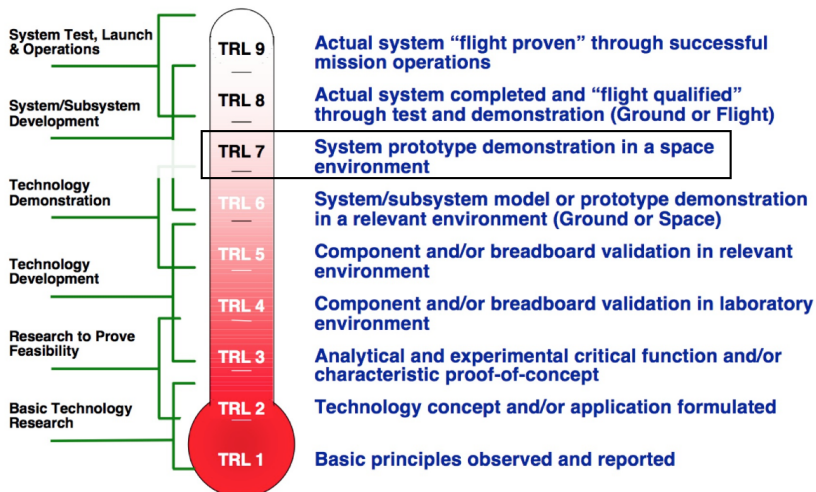 System Test, Launch
& Operations
System/Subsystem
Development
Technology
Demonstration
Technology
Development
Research to Prove
Feasibility
Basic Technology
Research
TRL 9
Actual system “flight proven” through successful
mission operations
TRL 8
Actual system completed and “flight qualified”
through test and demonstration (Ground or Flight)
TRL 7
System prototype demonstration in a space
environment
TRL 6
System/subsystem model or prototype demonstration
in a relevant environment (Ground or Space)
TRL 5
Component and/or breadboard validation in relevant
environment
TRL 4
Component and/or breadboard validation in laboratory
environment
TRL 3
Analytical and experimental critical function and/or
characteristic proof-of-concept
TRL 2
Technology concept and/or application formulated
TRL 1
Basic principles observed and reported